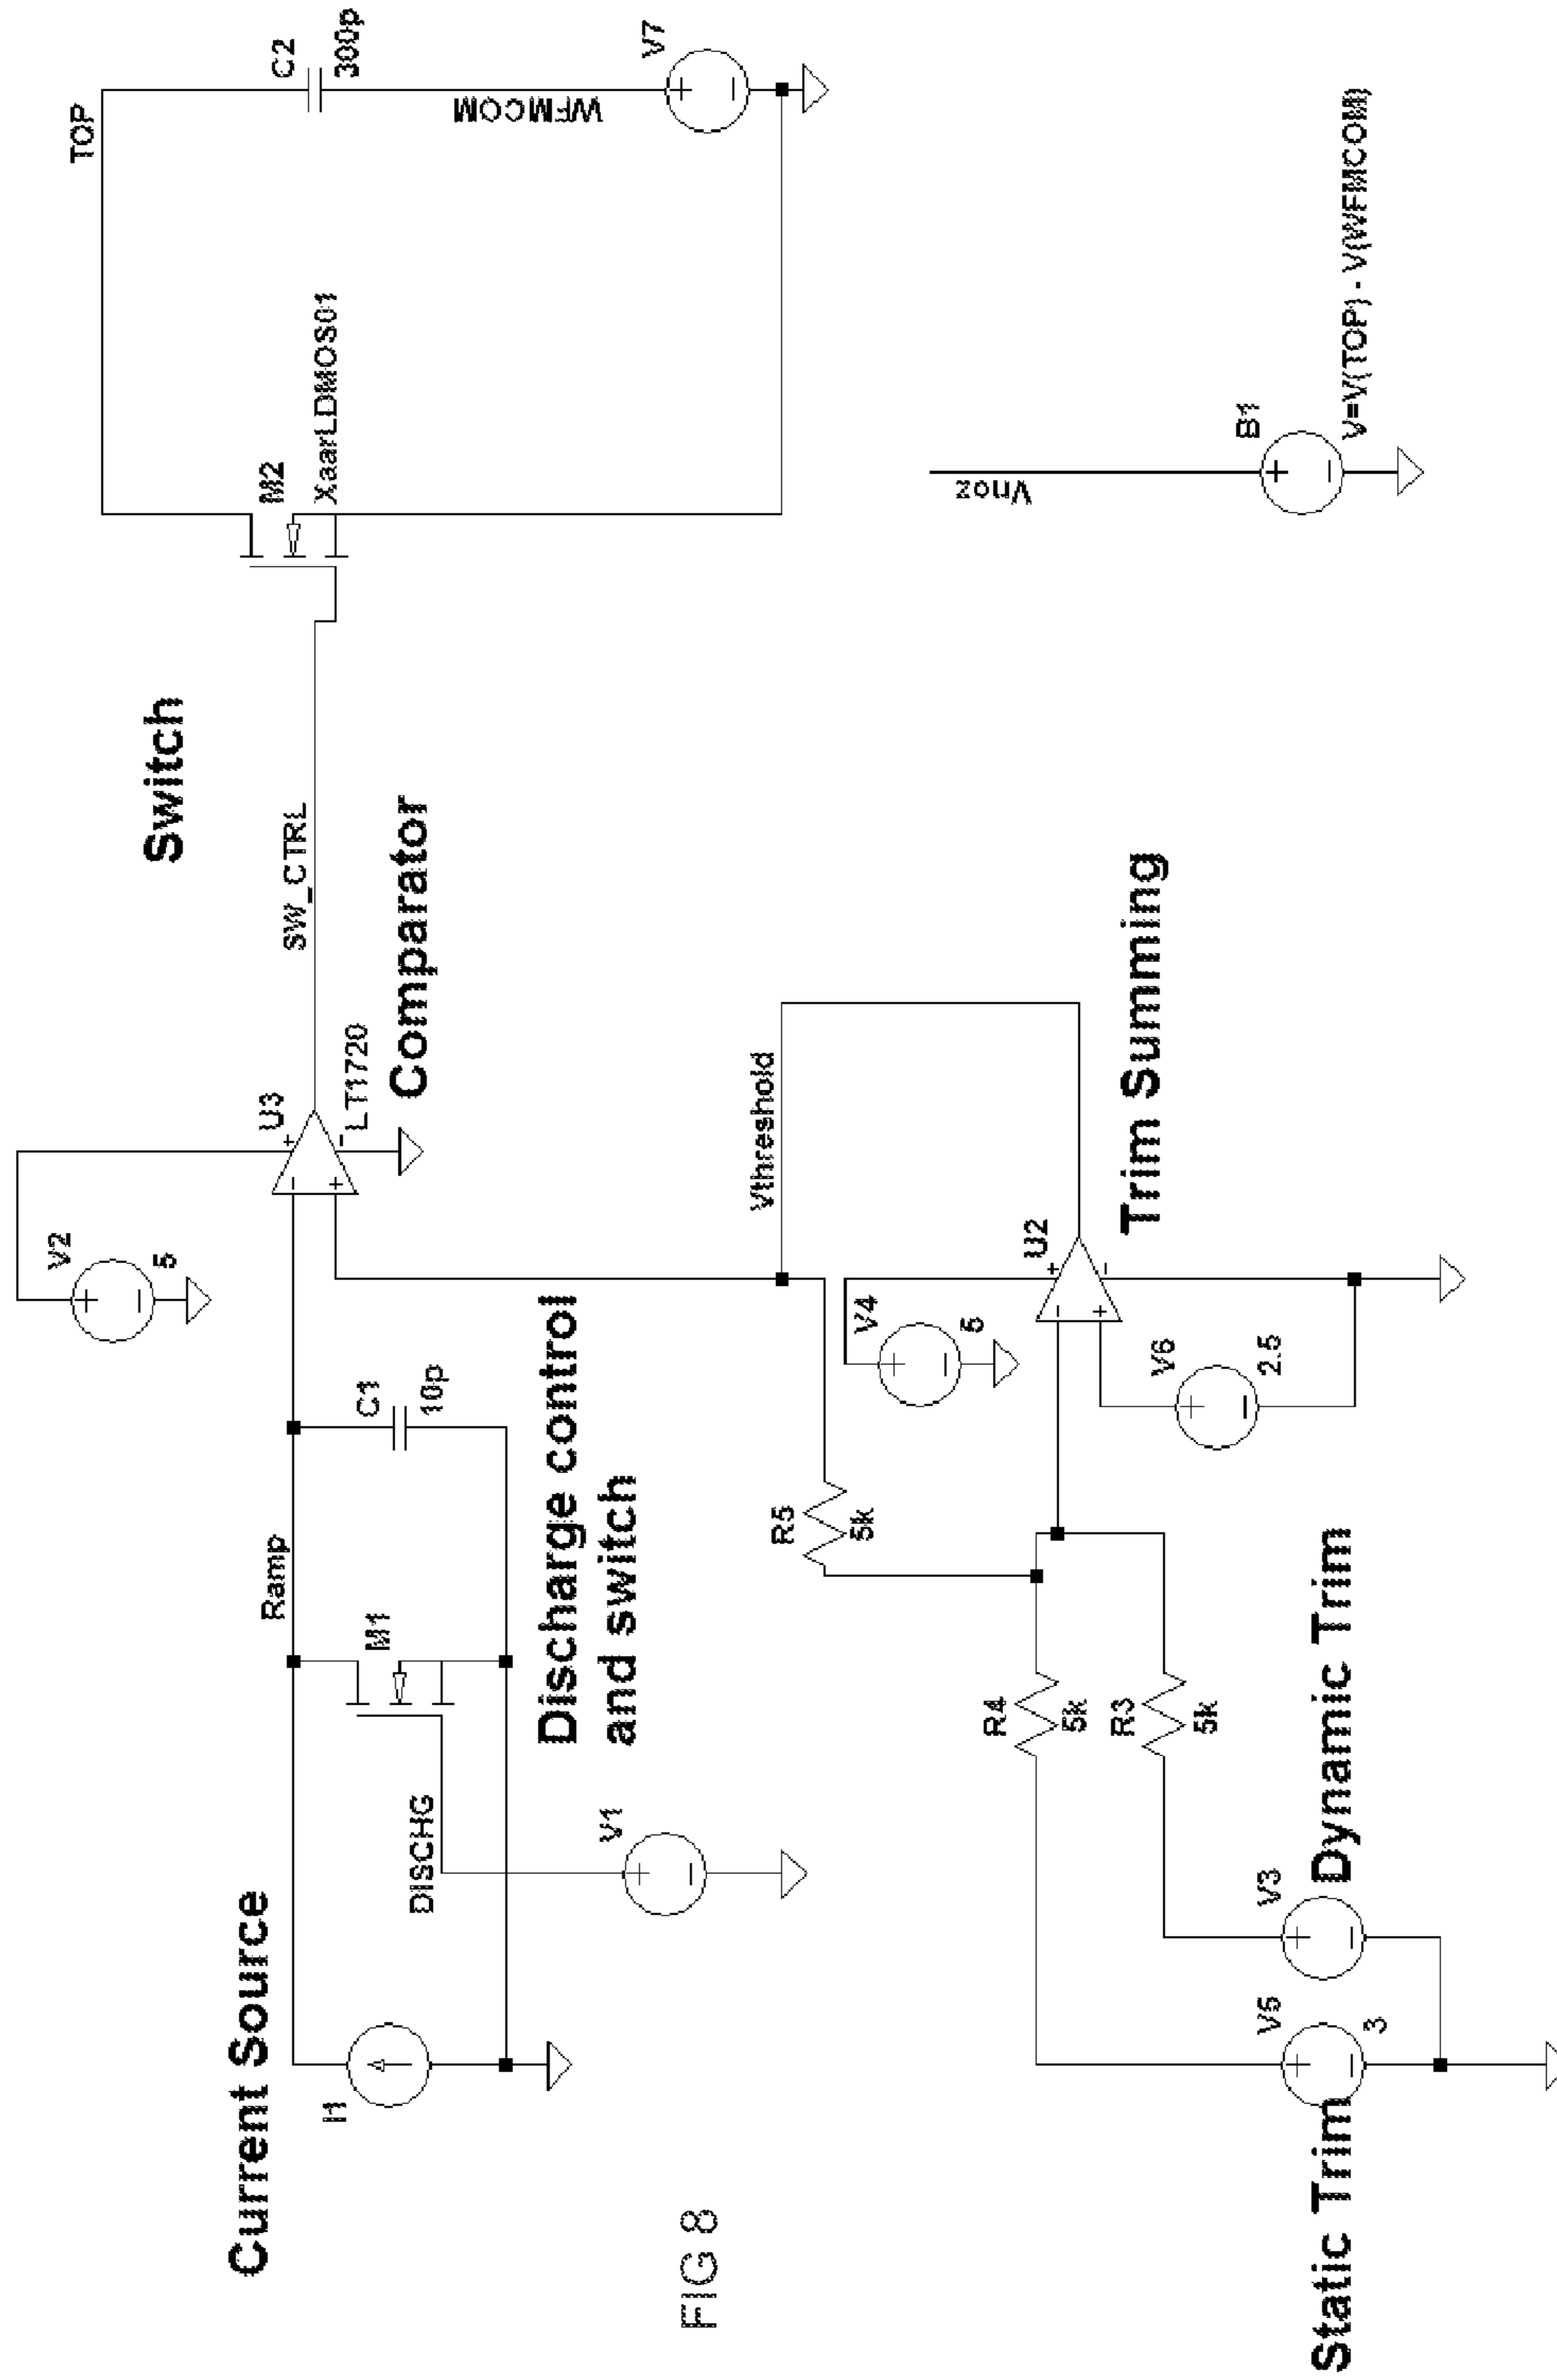 Current Source
I1
Ramp
DISCHG
M1
V1
C1
10p
Discharge control
and switch
V2
5
U3
LT1720
Comparator
SW_CTRL
Switch
M2
XaarLDMOS01
TOP
C2
300p
WFMCOM
V7
Vthreshold
R5
5k
V4
5
U2
V6
2.5
Trim Summing
R4
5k
R3
5k
V5
3
Static Trim
V3
Dynamic Trim
Vnoz
B1
V=V(TOP) - V(WFMCOM)
FIG 8